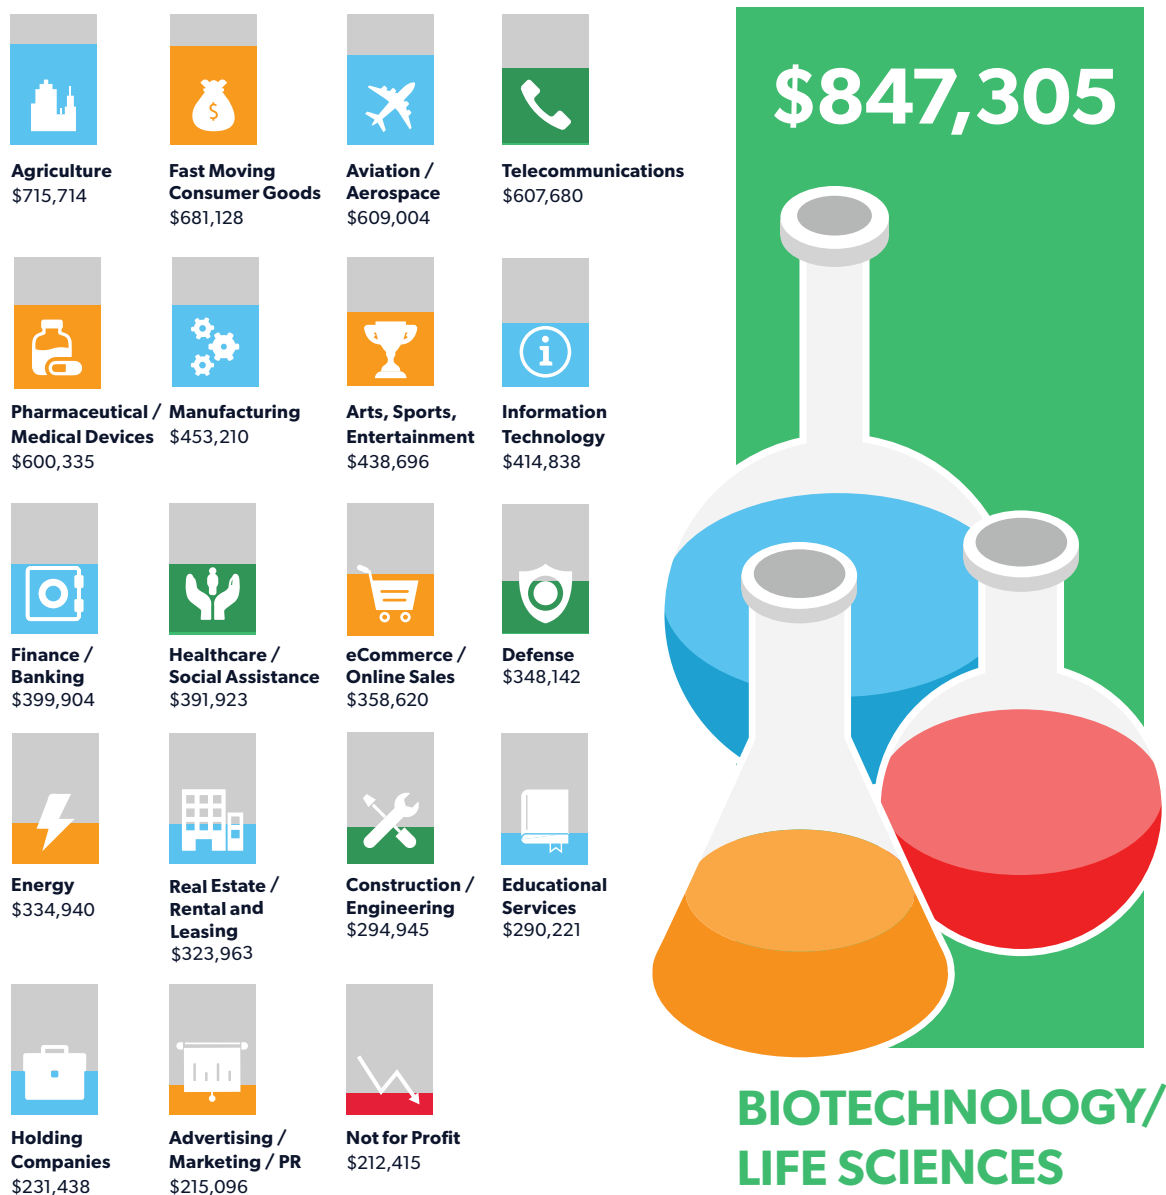 $847,305
Agriculture
$715,714
Fast Moving
Consumer Goods
$681,128
Aviation /
Aerospace
$609,004
Telecommunications
$607,680
Pharmaceutical /
Medical Devices
$600,335
Manufacturing
$453,210
Arts, Sports,
Entertainment
$438,696
Information
Technology
$414,838
Finance /
Banking
$399,904
Healthcare /
Social Assistance
$391,923
eCommerce /
Online Sales
$358,620
Defense
$348,142
Energy
$334,940
Real Estate /
Rental and
Leasing
$323,963
Construction /
Engineering
$294,945
Educational
Services
$290,221
Holding
Companies
$231,438
Advertising /
Marketing / PR
$215,096
Not for Profit
$212,415
BIOTECHNOLOGY/
LIFE SCIENCES
$
i